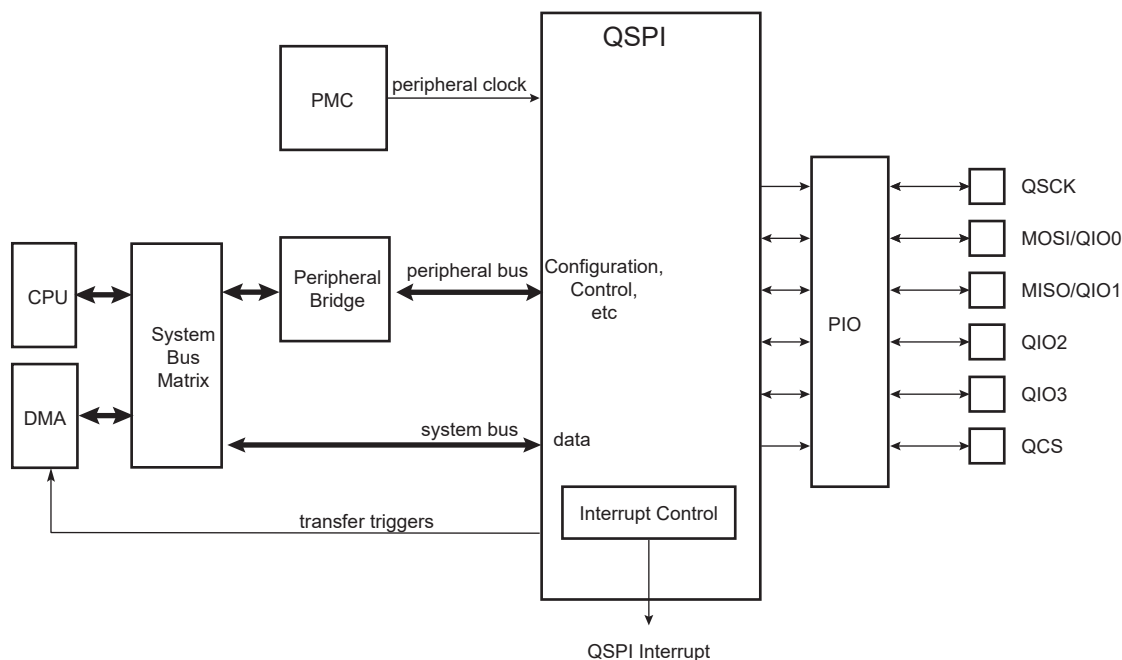 QSPI
PMC
peripheral clock
QSCK
MOSI/QIO0
MISO/QIO1
QIO2
QIO3
QCS
PIO
CPU
DMA
System
Bus
Matrix
Peripheral
Bridge
peripheral bus
Configuration,
Control,
etc
system bus
data
transfer triggers
Interrupt Control
QSPI Interrupt